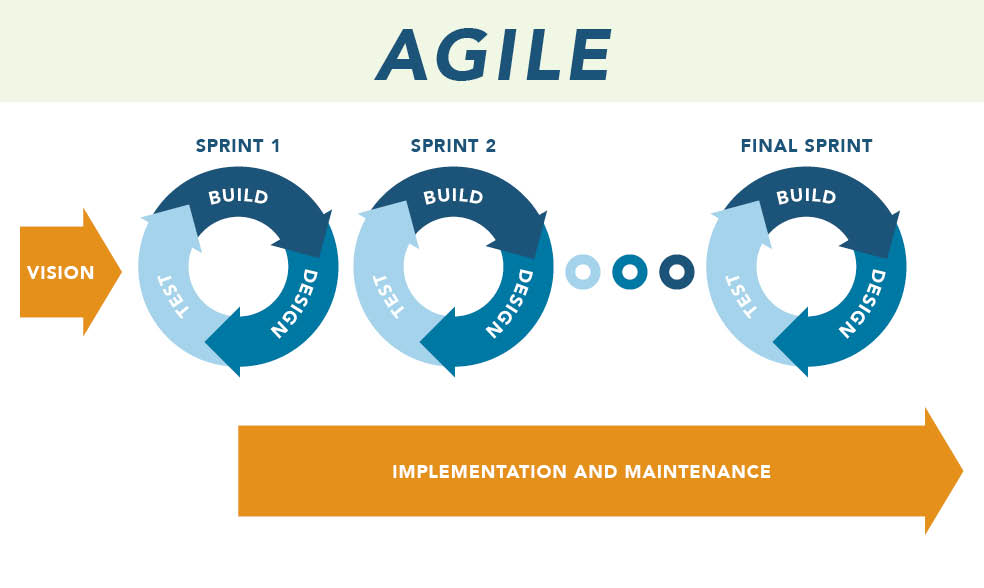 AGILE
SPRINT 1
SPRINT 2
FINAL SPRINT
VISION
BUILD
DESIGN
TEST
BUILD
DESIGN
TEST
BUILD
DESIGN
TEST
IMPLEMENTATION AND MAINTENANCE